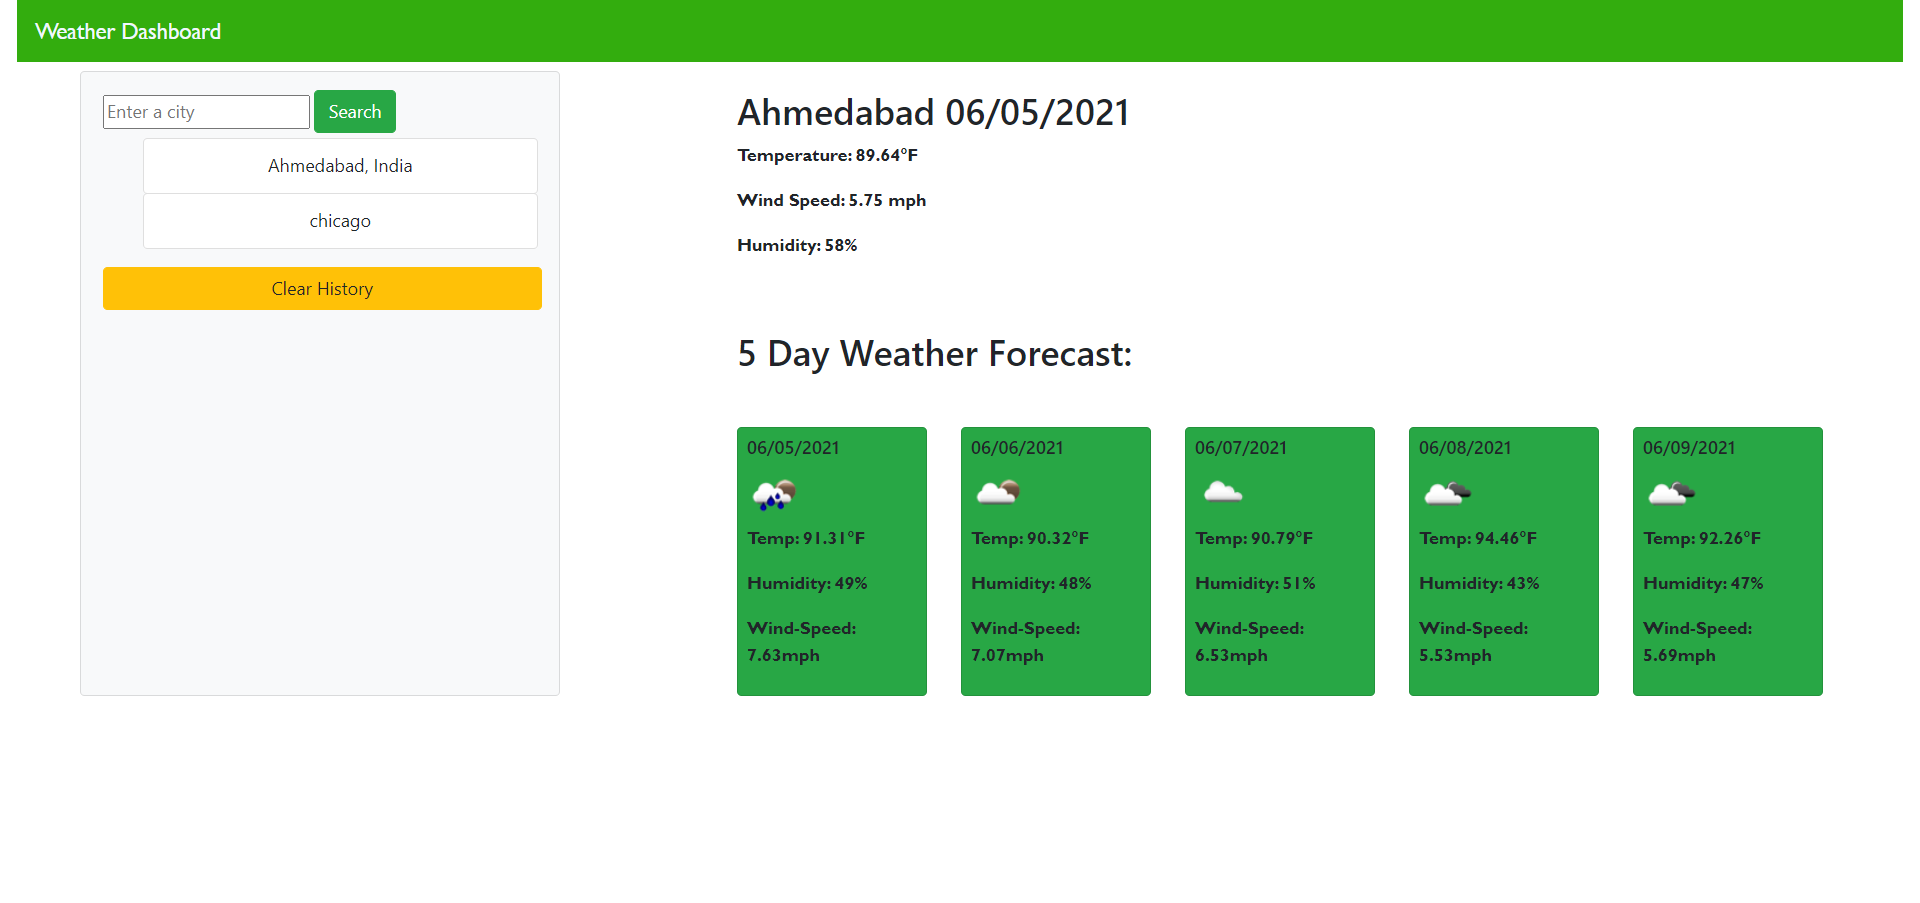 Weather Dashboard
Enter a city
Search
Ahmedabad, India
chicago
Clear History
Ahmedabad 06/05/2021
Temperature: 89.64°F
Wind Speed: 5.75 mph
Humidity: 58%
5 Day Weather Forecast:
06/05/2021
Temp: 91.31°F
Humidity: 49%
Wind-Speed:
7.63mph
06/06/2021
Temp: 90.32°F
Humidity: 48%
Wind-Speed:
7.07mph
06/07/2021
Temp: 90.79°F
Humidity: 51%
Wind-Speed:
6.53mph
06/08/2021
Temp: 94.46°F
Humidity: 43%
Wind-Speed:
5.53mph
06/09/2021
Temp: 92.26°F
Humidity: 47%
Wind-Speed:
5.69mph